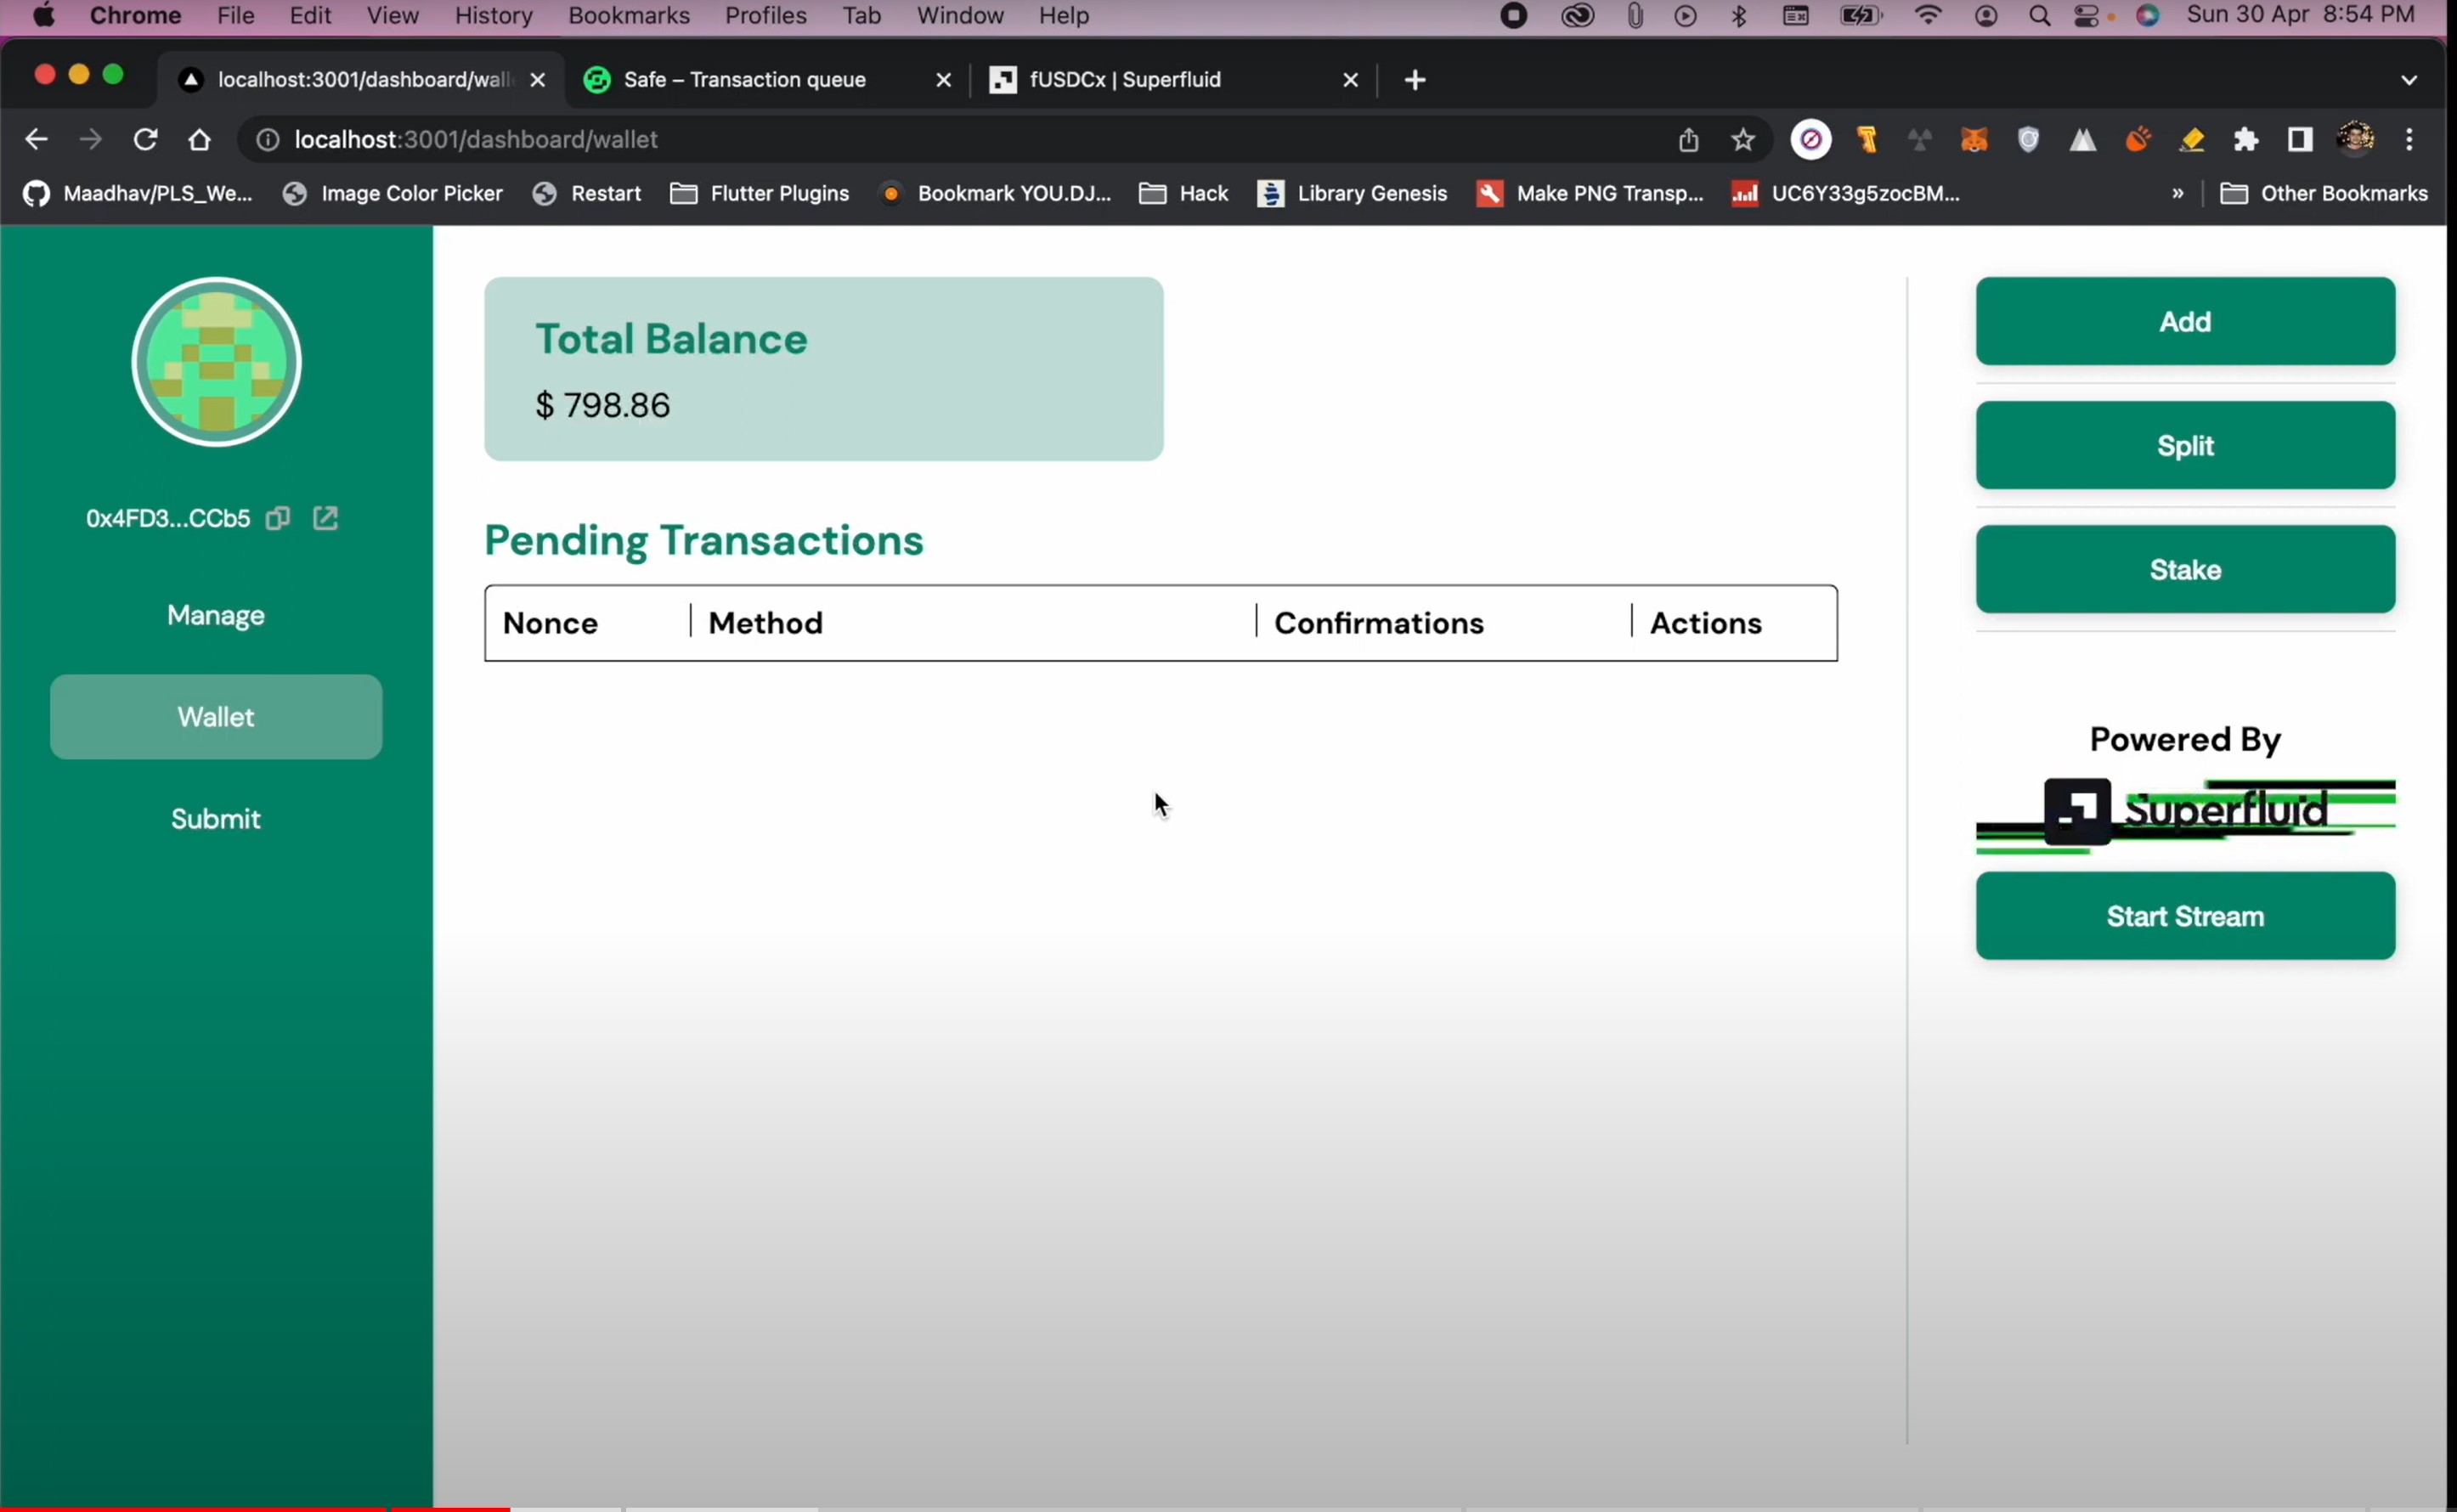 Chrome File Edit View History Bookmarks Profiles Tab Window Help Sun 30 Apr 8:54 PM
localhost:3001/dashboard/wall Safe – Transaction queue fUSDCx | Superfluid
localhost:3001/dashboard/wallet
Maadhav/PLS_We... Image Color Picker Restart Flutter Plugins Bookmark YOU.DJ... Hack Library Genesis Make PNG Transp... UC6Y33g5zocBM... » Other Bookmarks
0x4FD3...CCb5
Manage
Wallet
Submit
Total Balance
$ 798.86
Pending Transactions
Nonce Method Confirmations Actions
Add
Split
Stake
Powered By
Superfluid
Start Stream